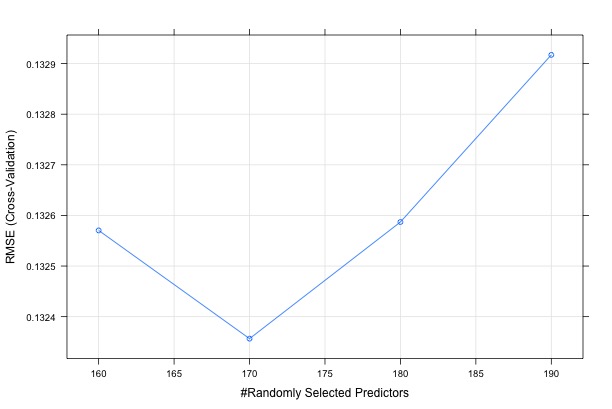 RMSE (Cross-Validation)
0.1329
0.1328
0.1327
0.1326
0.1325
0.1324
160 165 170 175 180 185 190
#Randomly Selected Predictors